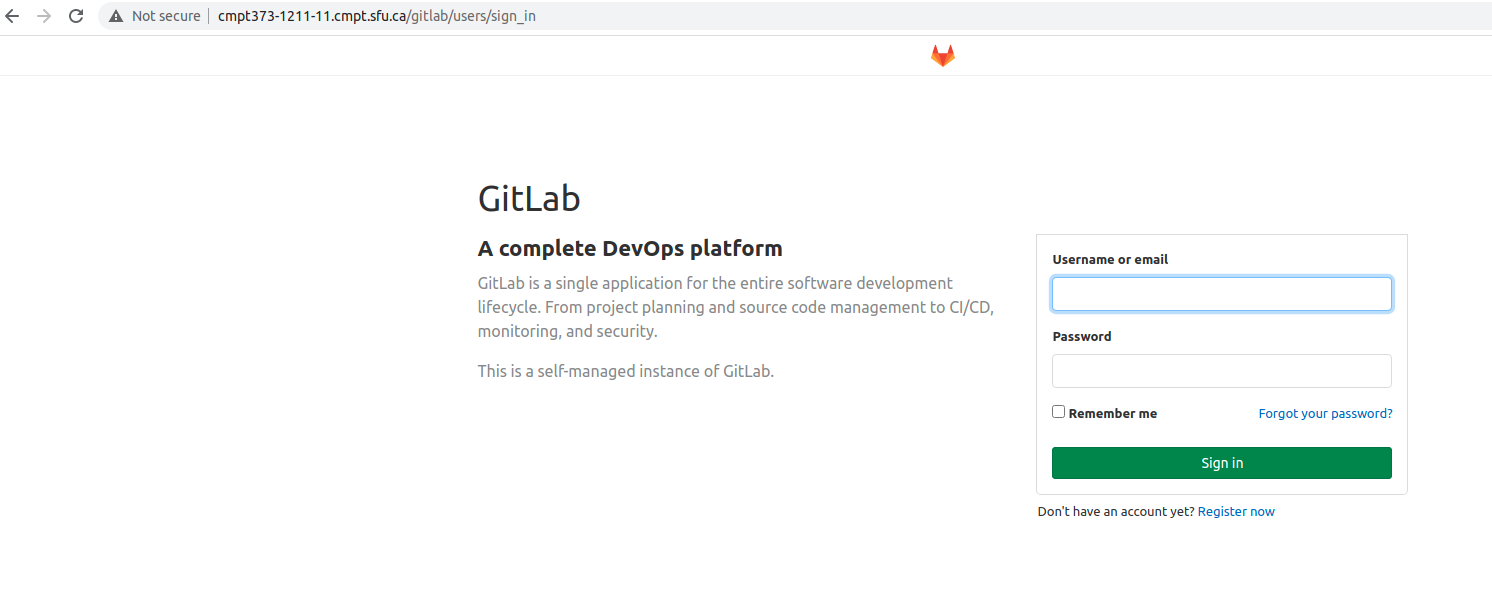 Not secure cmpt373-1211-11.cmpt.sfu.ca/gitlab/users/sign_in
GitLab
A complete DevOps platform
GitLab is a single application for the entire software development
lifecycle. From project planning and source code management to CI/CD,
monitoring, and security.
This is a self-managed instance of GitLab.
Username or email
Password
Remember me Forgot your password?
Sign in
Don't have an account yet? Register now